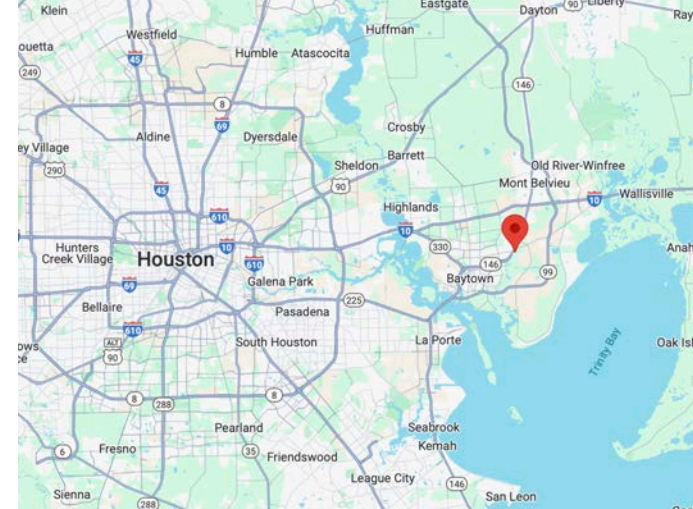 Klein
Eastgate
Dayton
90
Liberty
Ray
Westfield
Huffman
ouetta
45
Humble
Atascocita
249
146
8
69
Crosby
Aldine
Dyersdale
ey Village
Barrett
Sheldon
Old River-Winfree
290
90
Mont Belvieu
45
Wallisville
Highlands
10
610
10
330
Hunters
Creek Village
Houston
10
610
146
Anah
Baytown
99
69
Galena Park
225
Bellaire
Pasadena
610
La Porte
Trinity Bay
ows
ce
ALT
90
South Houston
Oak Isl
8
288
8
Pearland
Seabrook
6
Fresno
35
Friendswood
Kemah
League City
146
Sienna
288
San Leon